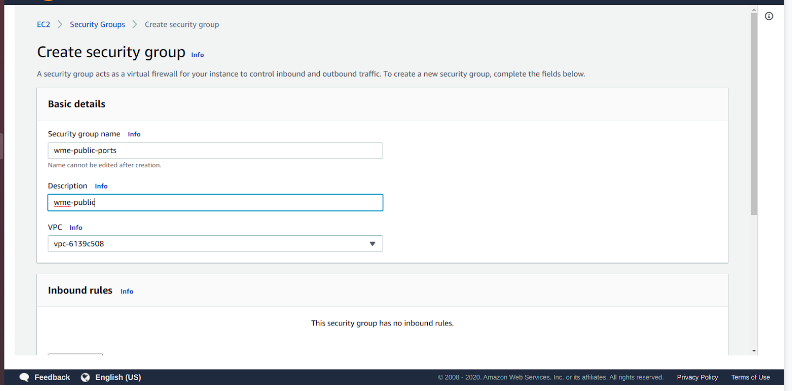 EC2 > Security Groups > Create security group
Create security group Info
A security group acts as a virtual firewall for your instance to control inbound and outbound traffic. To create a new security group, complete the fields below.
Basic details
Security group name Info
wme-public-ports
Name cannot be edited after creation.
Description Info
wme-public
VPC Info
vpc-6139c508
Inbound rules Info
This security group has no inbound rules.
Feedback English (US) © 2008 - 2020, Amazon Web Services, Inc. or its affiliates. All rights reserved. Privacy Policy Terms of Use